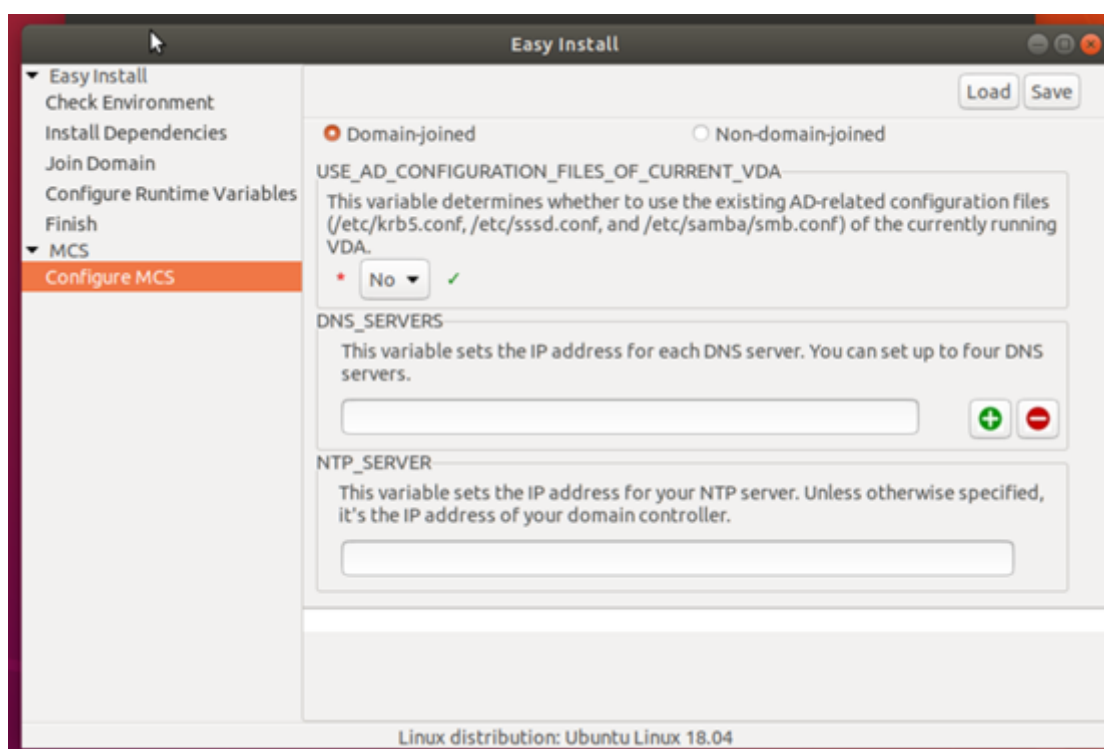 Easy Install
Easy Install
Check Environment
Install Dependencies
Join Domain
Configure Runtime Variables
Finish
MCS
Configure MCS
Load Save
Domain-joined Non-domain-joined
USE_AD_CONFIGURATION_FILES_OF_CURRENT_VDA
This variable determines whether to use the existing AD-related configuration files
(/etc/krb5.conf, /etc/sssd.conf, and /etc/samba/smb.conf) of the currently running
VDA.
* No ✓
DNS_SERVERS
This variable sets the IP address for each DNS server. You can set up to four DNS
servers.
NTP_SERVER
This variable sets the IP address for your NTP server. Unless otherwise specified,
it's the IP address of your domain controller.
Linux distribution: Ubuntu Linux 18.04